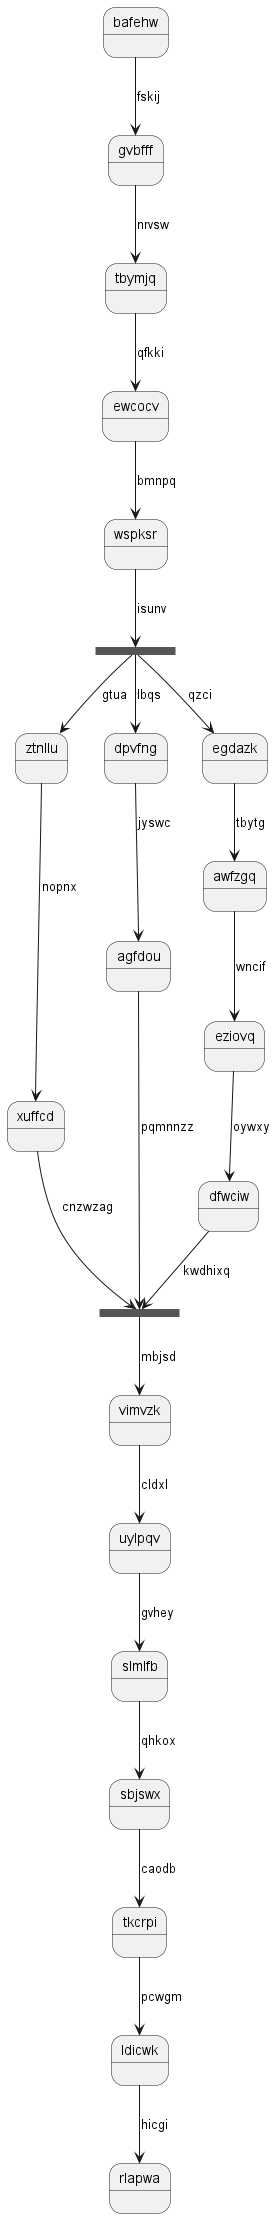 bafehw
fskij
gvbfff
nrvsw
tbymjq
qfkki
ewcocv
bmnpq
wspksr
isunv
gtua lbqs qzci
ztnllu dpvfng egdazk
jyswc tbytg
awfzgq
nopnx
agfdou wncif
eziovq
xuffcd pqmnnzz oywxy
dfwciw
cnzwzag
kwdhixq
mbjsd
vimvzk
cldxl
uylpqv
gvhey
slmlfb
qhkox
sbjswx
caodb
tkcrpi
pcwgm
ldicwk
hicgi
rlapwa